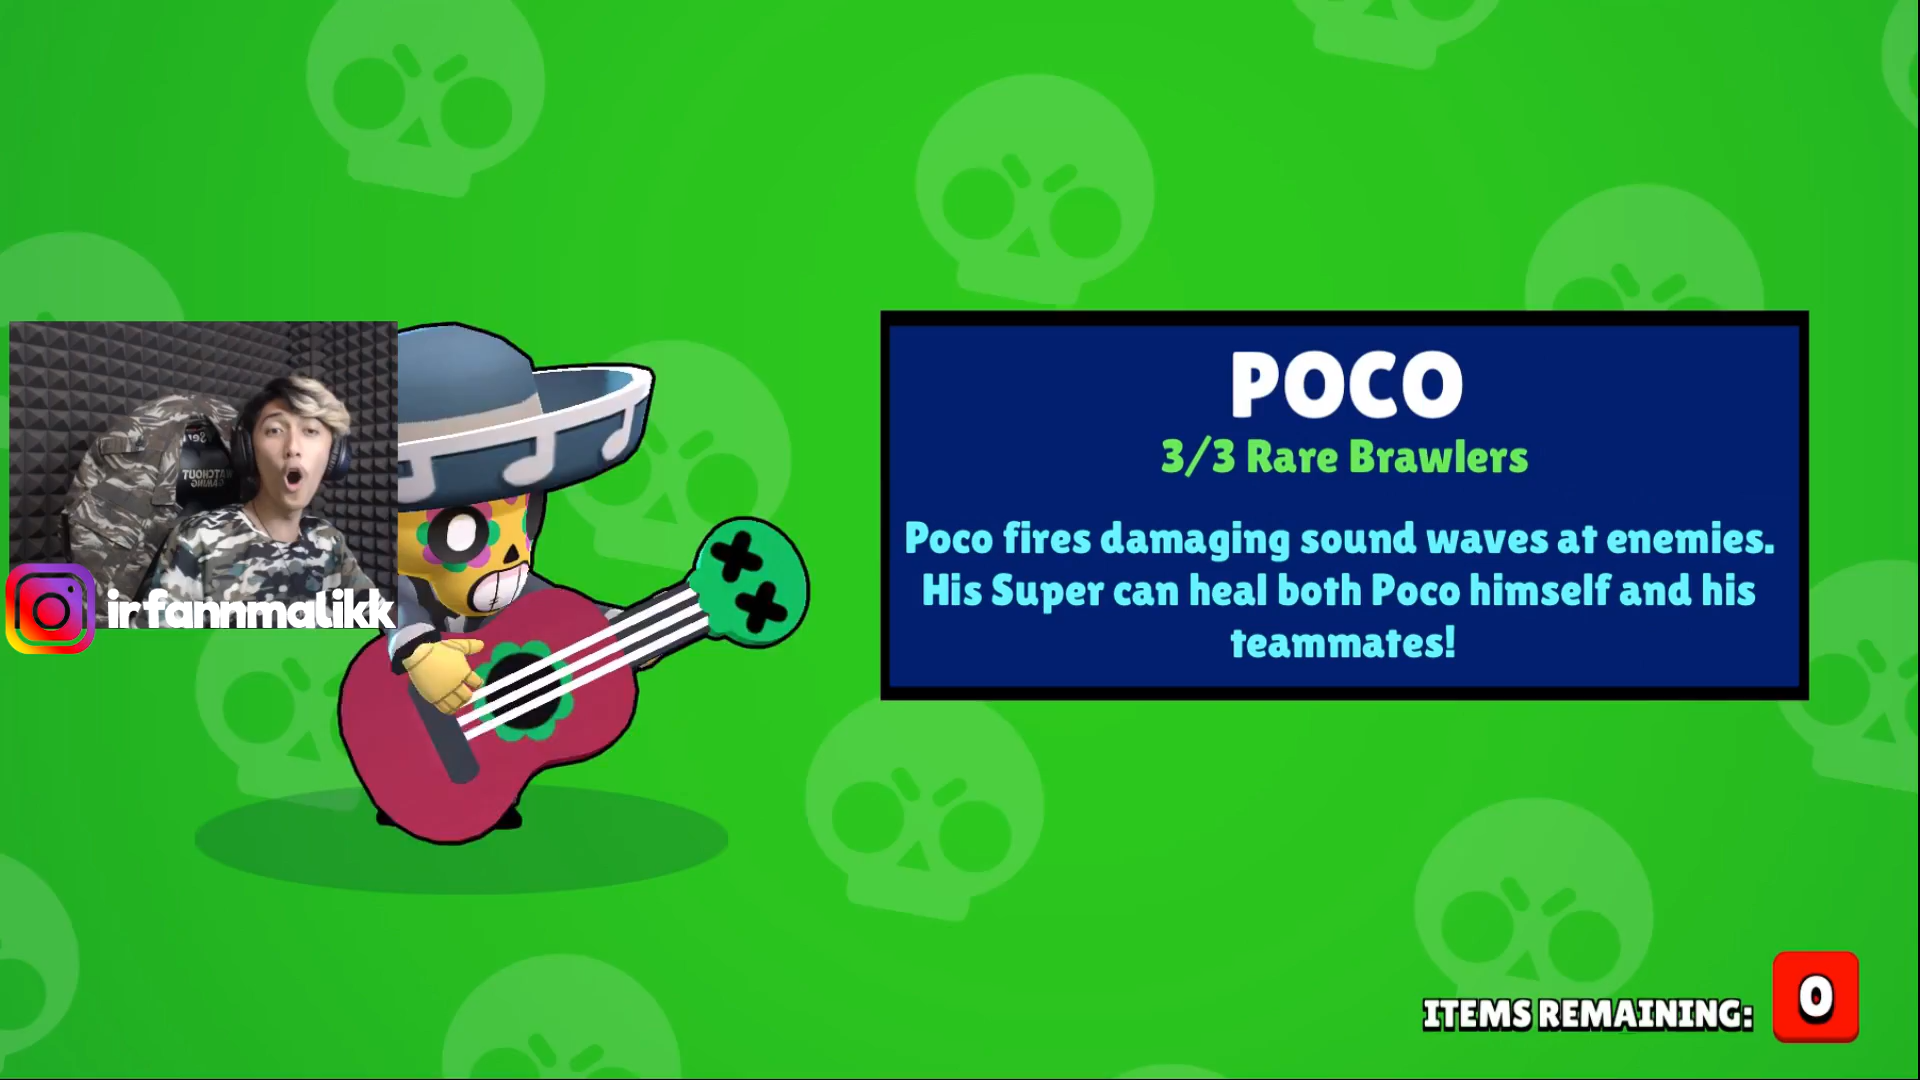 POCO
3/3 Rare Brawlers
Poco fires damaging sound waves at enemies.
His Super can heal both Poco himself and his
teammates!
irfannmalikk
ITEMS REMAINING: 0